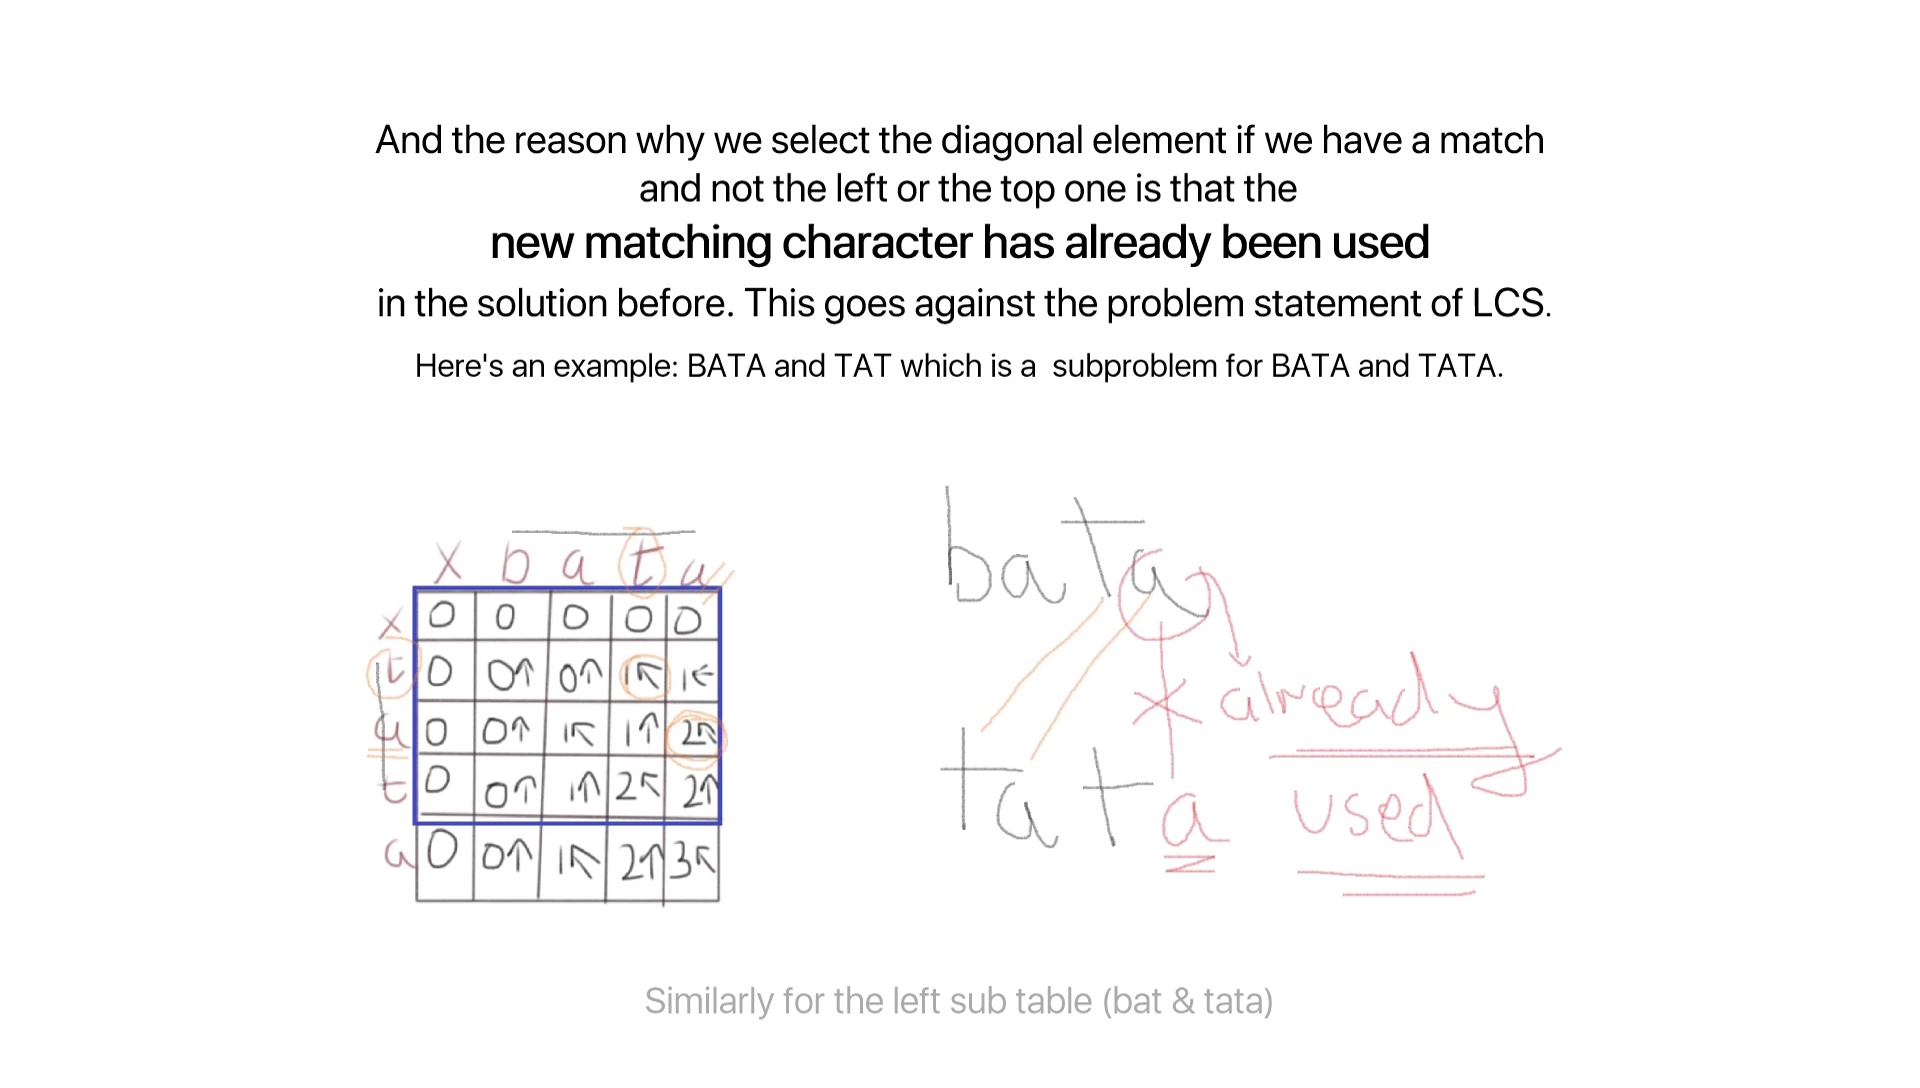 And the reason why we select the diagonal element if we have a match
and not the left or the top one is that the
new matching character has already been used
in the solution before. This goes against the problem statement of LCS.
Here's an example: BATA and TAT which is a  subproblem for BATA and TATA.
x b a t a
x 0 0 0 0 0
t 0 0↑ 0↑ 1↖ 1←
a 0 0↑ 1↖ 1↑ 2↖
t 0 0↑ 1↑ 2↖ 2↑
a 0 0↑ 1↖ 2↑ 3↖
bata
already
tata used
Similarly for the left sub table (bat & tata)